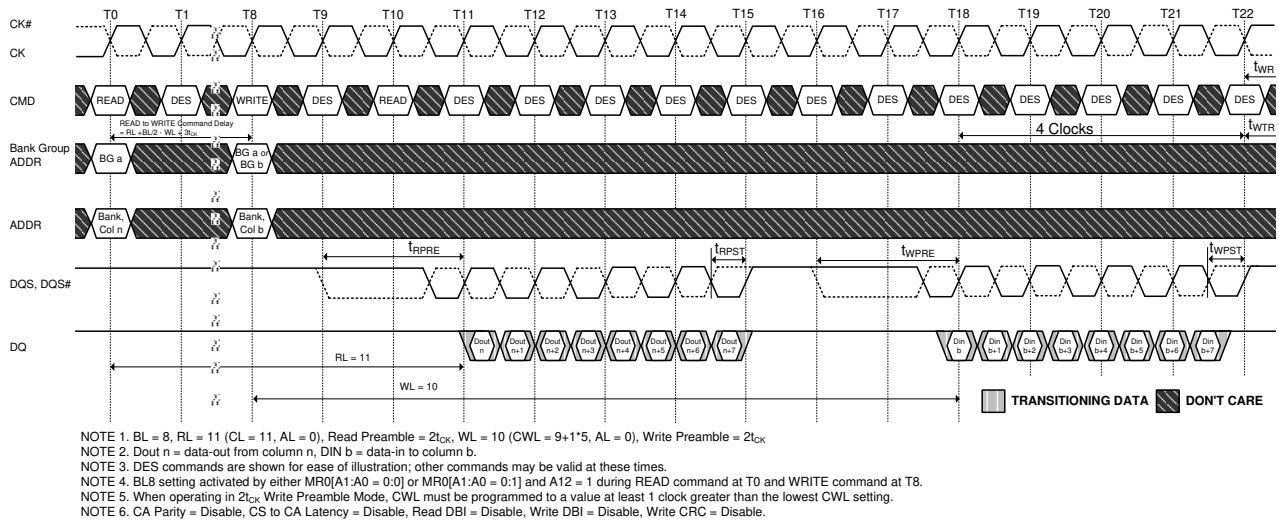 T0 T1 T8 T9 T10 T11 T12 T13 T14 T15 T16 T17 T18 T19 T20 T21 T22
CK#
CK
tWR
CMD READ DES WRITE DES READ DES DES DES DES DES DES DES DES DES DES DES DES
READ to WRITE Command Delay
= RL +BL/2 - WL + 3tCK
4 Clocks
tWTR
Bank Group
ADDR
BG a
BG a or
BG b
ADDR
Bank,
Col n
Bank,
Col b
tRPRE tRPST tWPRE tWPST
DQS, DQS#
DQ
Dout
n
Dout
n+1
Dout
n+2
Dout
n+3
Dout
n+4
Dout
n+5
Dout
n+6
Dout
n+7
Din
b
Din
b+1
Din
b+2
Din
b+3
Din
b+4
Din
b+5
Din
b+6
Din
b+7
RL = 11
WL = 10
TRANSITIONING DATA DON'T CARE
NOTE 1. BL = 8, RL = 11 (CL = 11, AL = 0), Read Preamble = 2tCK, WL = 10 (CWL = 9+1*5, AL = 0), Write Preamble = 2tCK
NOTE 2. Dout n = data-out from column n, DIN b = data-in to column b.
NOTE 3. DES commands are shown for ease of illustration; other commands may be valid at these times.
NOTE 4. BL8 setting activated by either MR0[A1:A0 = 0:0] or MR0[A1:A0 = 0:1] and A12 = 1 during READ command at T0 and WRITE command at T8.
NOTE 5. When operating in 2tCK Write Preamble Mode, CWL must be programmed to a value at least 1 clock greater than the lowest CWL setting.
NOTE 6. CA Parity = Disable, CS to CA Latency = Disable, Read DBI = Disable, Write DBI = Disable, Write CRC = Disable.